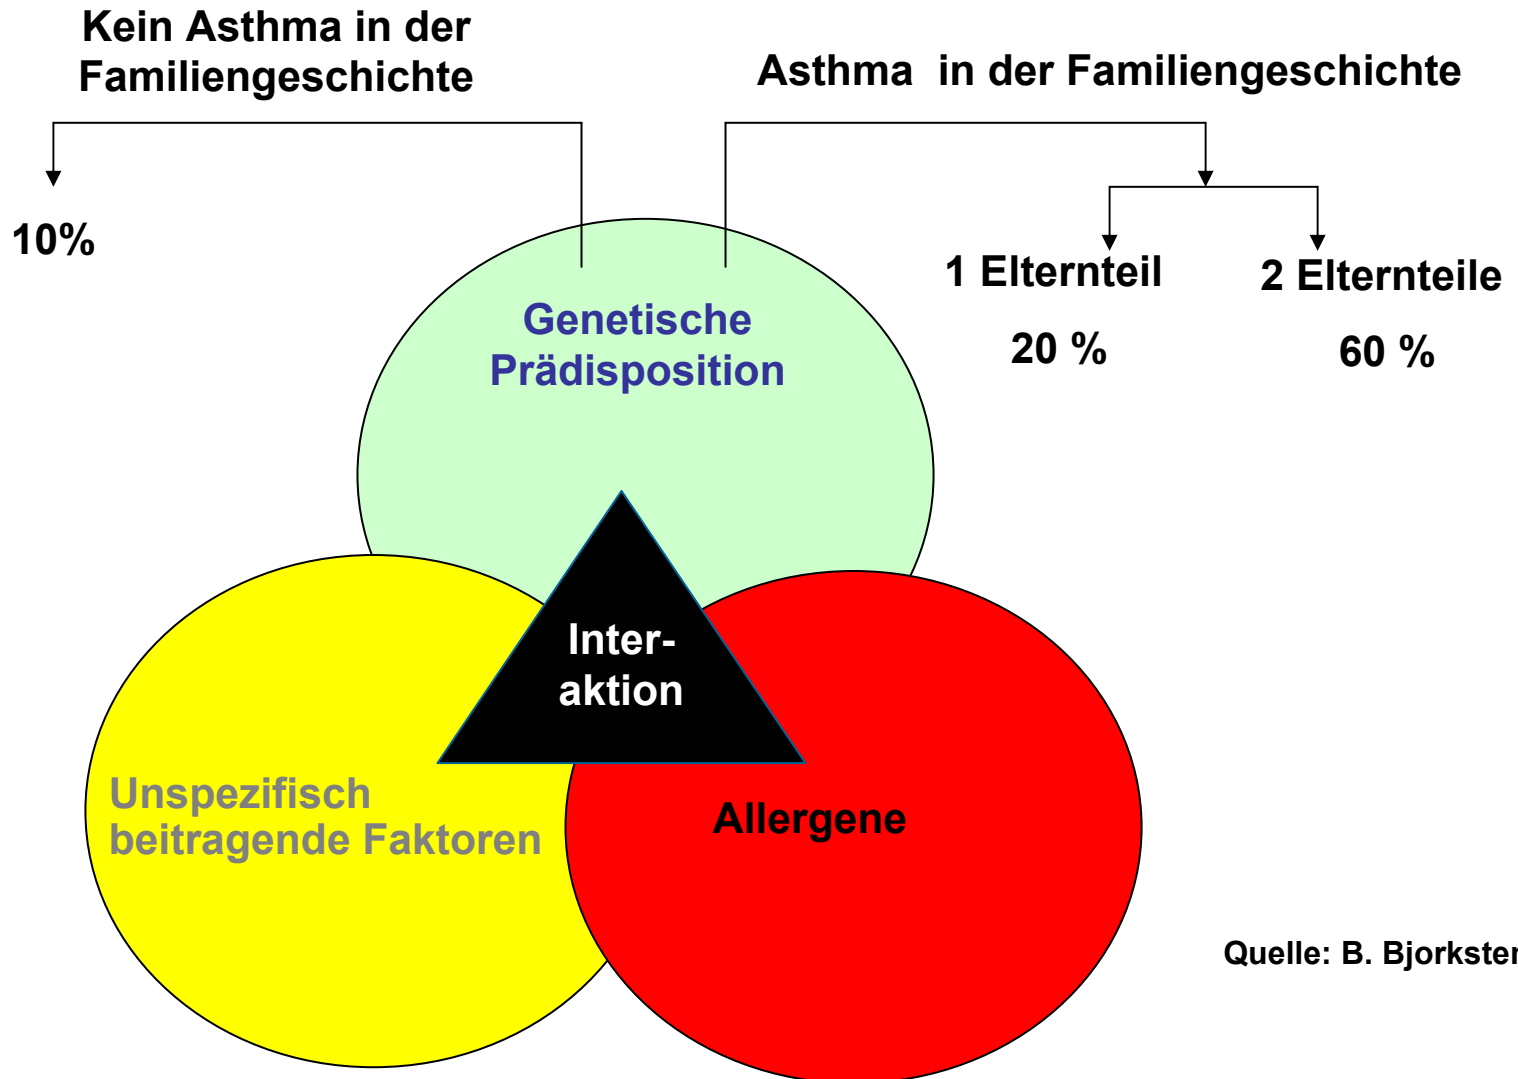 Kein Asthma in der
Familiengeschichte
Asthma in der Familiengeschichte
10%
1 Elternteil
20 %
2 Elternteile
60 %
Genetische
Prädisposition
Inter-
aktion
Unspezifisch
beitragende Faktoren
Allergene
Quelle: B. Bjorksten